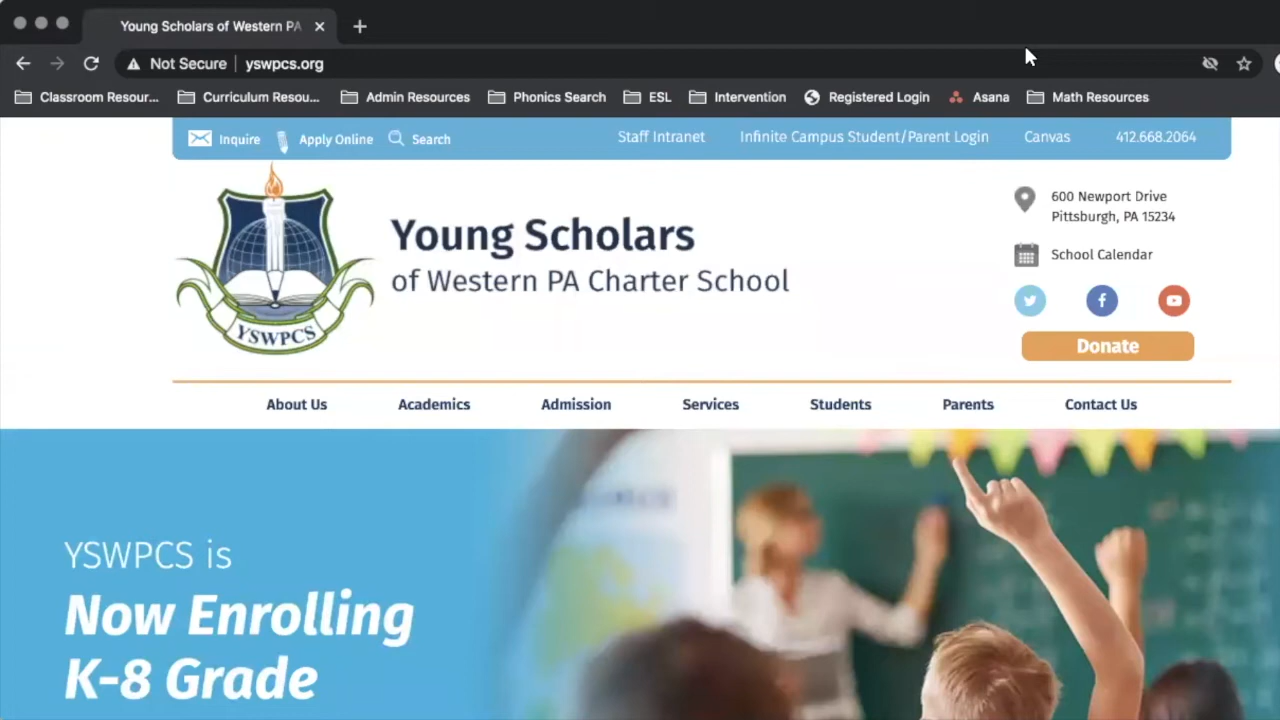 Young Scholars of Western PA
Not Secure yswpcs.org
Classroom Resour... Curriculum Resou... Admin Resources Phonics Search ESL Intervention Registered Login Asana Math Resources
Inquire Apply Online Search Staff Intranet Infinite Campus Student/Parent Login Canvas 412.668.2064
YSWPCS
Young Scholars
of Western PA Charter School
600 Newport Drive
Pittsburgh, PA 15234
School Calendar
Donate
About Us Academics Admission Services Students Parents Contact Us
YSWPCS is
Now Enrolling
K-8 Grade